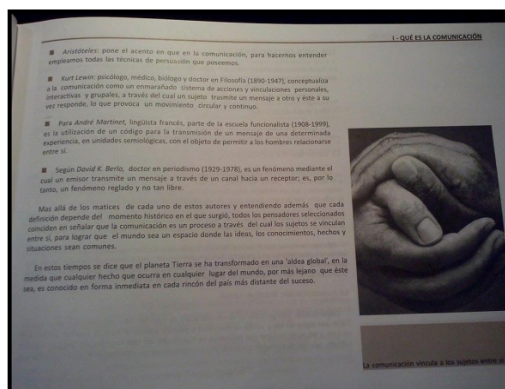 I - QUÉ ES LA COMUNICACIÓN
■ Aristóteles: pone el acento en que en la comunicación, para hacernos entender
empleamos todas las técnicas de persuasión que poseemos.
■ Kurt Lewin: psicólogo, médico, biólogo y doctor en Filosofía (1890-1947), conceptualiza
a la comunicación como un enmarañado sistema de acciones y vinculaciones personales,
interactivas y grupales, a través del cual un sujeto trasmite un mensaje a otro y éste a su
vez responde, lo que provoca un movimiento circular y continuo.
■ Para André Martinet, lingüista francés, parte de la escuela funcionalista (1908-1999),
es la utilización de un código para la transmisión de un mensaje de una determinada
experiencia, en unidades semiológicas, con el objeto de permitir a los hombres relacionarse
entre sí.
■ Según David K. Berlo, doctor en periodismo (1929-1978), es un fenómeno mediante el
cual un emisor transmite un mensaje a través de un canal hacia un receptor; es, por lo
tanto, un fenómeno reglado y no tan libre.
Mas allá de los matices de cada uno de estos autores y entendiendo además que cada
definición depende del momento histórico en el que surgió, todos los pensadores seleccionados
coinciden en señalar que la comunicación es un proceso a través del cual los sujetos se vinculan
entre sí, para lograr que el mundo sea un espacio donde las ideas, los conocimientos, hechos y
situaciones sean comunes.
En estos tiempos se dice que el planeta Tierra se ha transformado en una 'aldea global', en la
medida que cualquier hecho que ocurra en cualquier lugar del mundo, por más lejano que éste
sea, es conocido en forma inmediata en cada rincón del país más distante del suceso.
La comunicación vincula a los sujetos entre sí